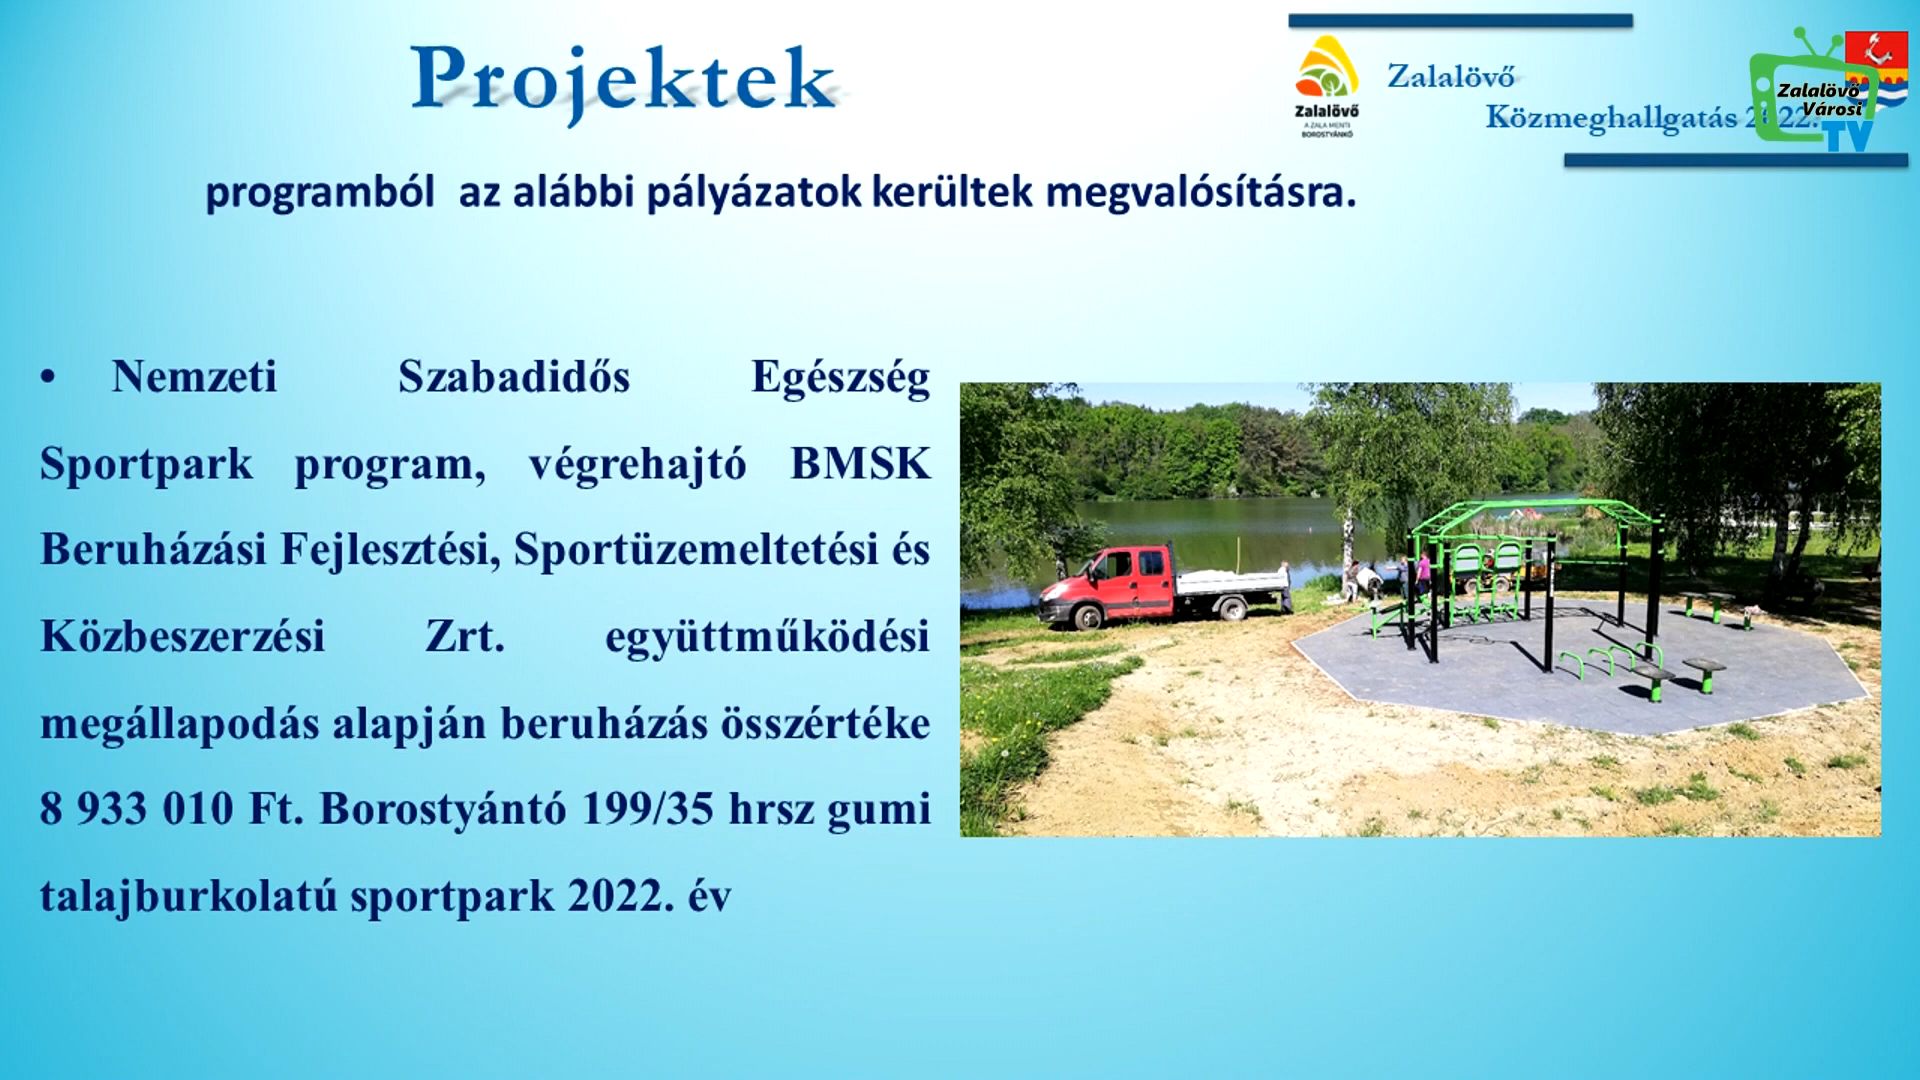 Projektek
Zalalövő
A ZALA MENTI
BOROSTYÁNKŐ
Zalalövő
Közmeghallgatás 2022.
Zalalövő
Városi
TV
programból az alábbi pályázatok kerültek megvalósításra.
• Nemzeti Szabadidős Egészség
Sportpark program, végrehajtó BMSK
Beruházási Fejlesztési, Sportüzemeltetési és
Közbeszerzési Zrt. együttműködési
megállapodás alapján beruházás összértéke
8 933 010 Ft. Borostyántó 199/35 hrsz gumi
talajburkolatú sportpark 2022. év